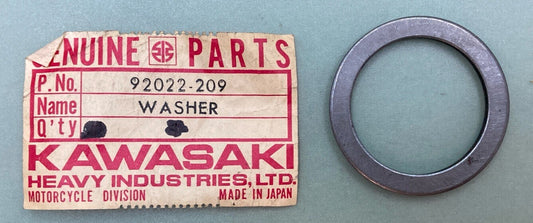 GENUINE PARTS
P. No. 92022-209
Name WASHER
Q'ty
KAWASAKI
HEAVY INDUSTRIES, LTD.
MOTORCYCLE DIVISION MADE IN JAPAN